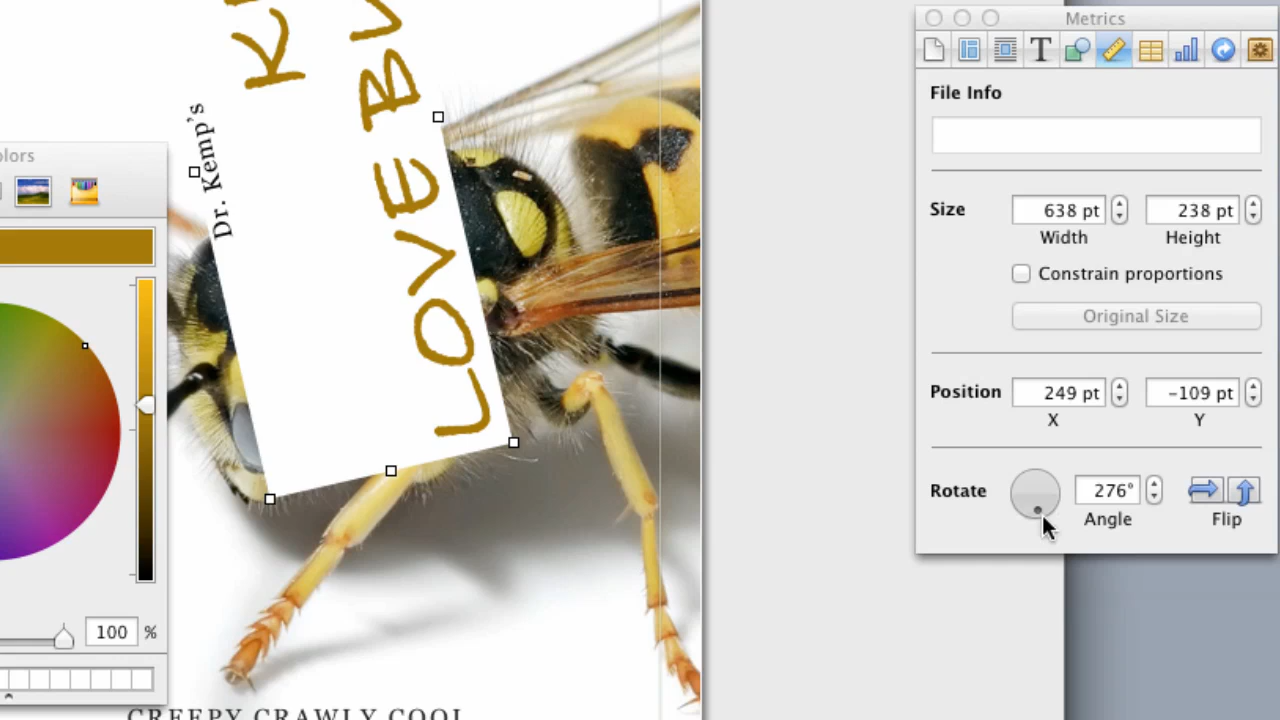 Metrics
olors
File Info
Size
638 pt
238 pt
Width
Height
Constrain proportions
Original Size
Position
249 pt
-109 pt
X
Y
Rotate
276°
Angle
Flip
100 %
Dr. Kemp's
K
LOVE BU
CREEPY CRAWLY COOL